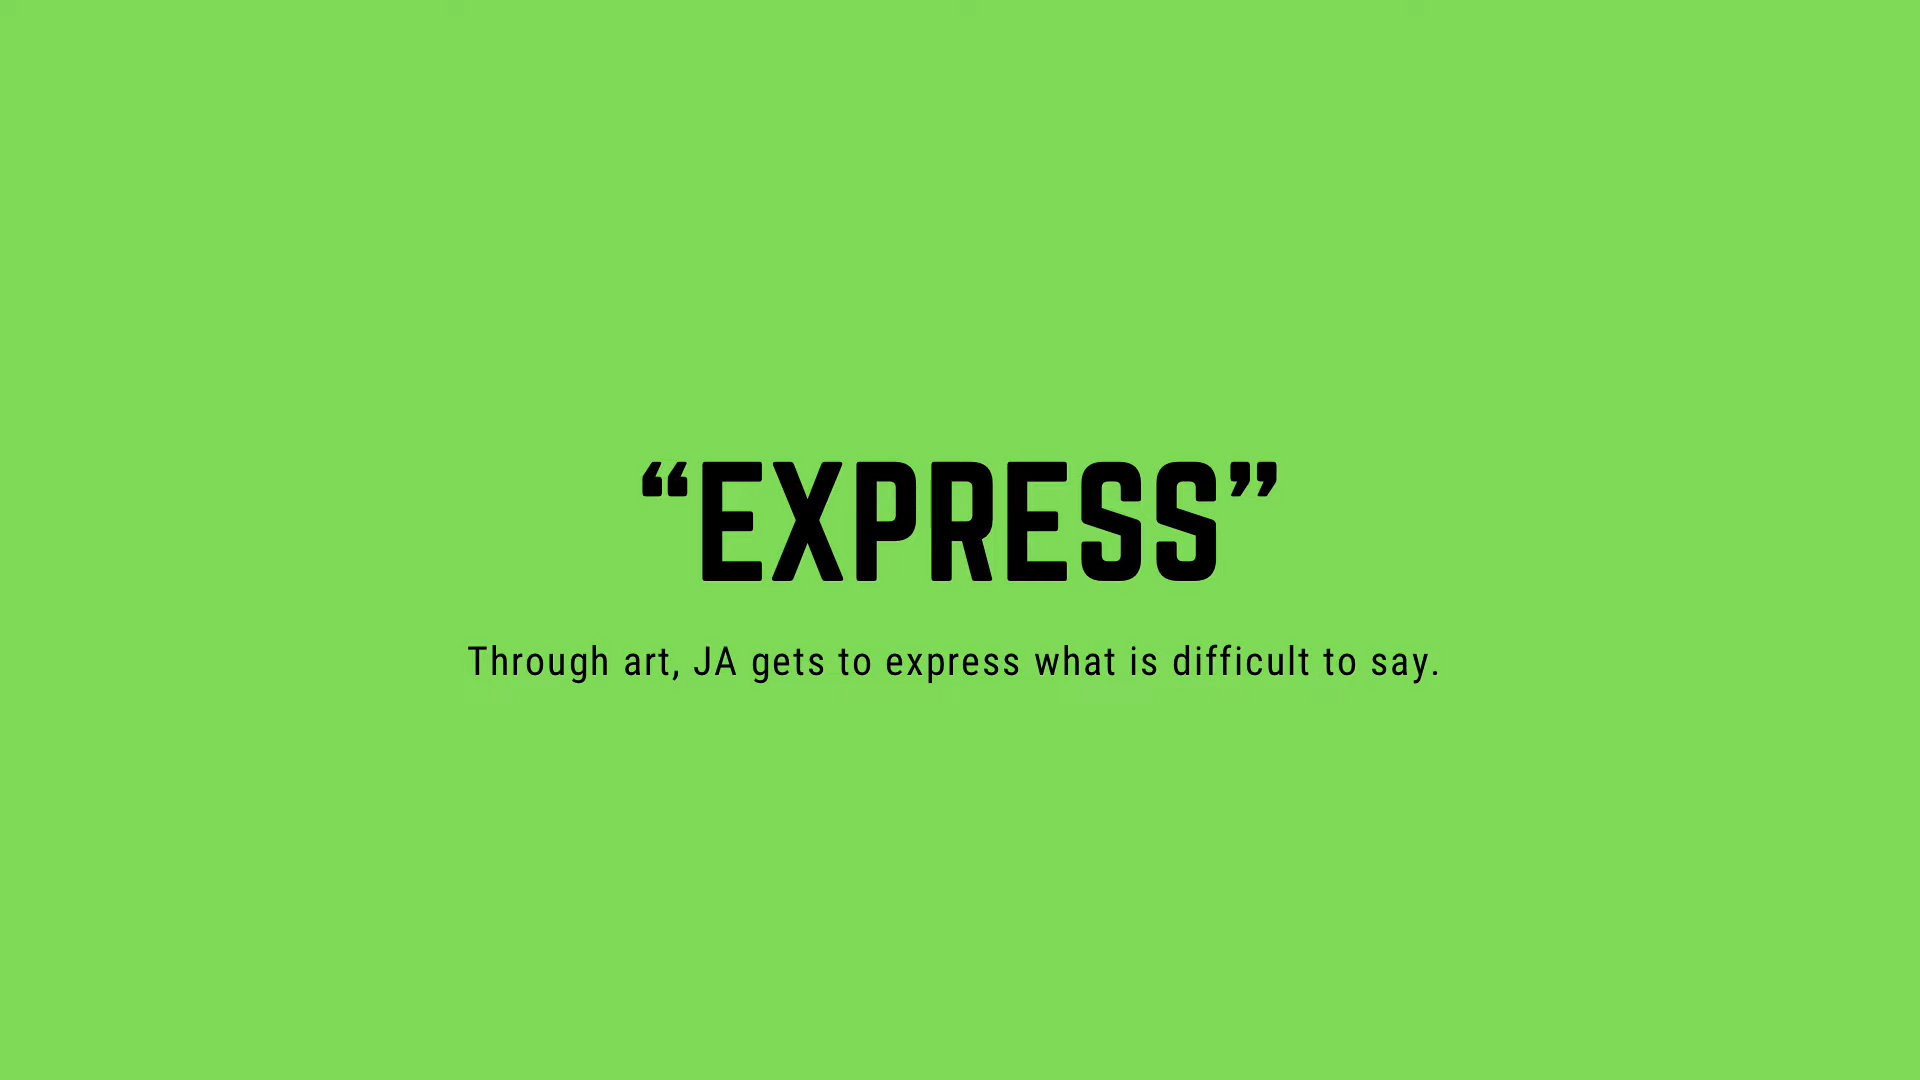 “EXPRESS”
Through art, JA gets to express what is difficult to say.